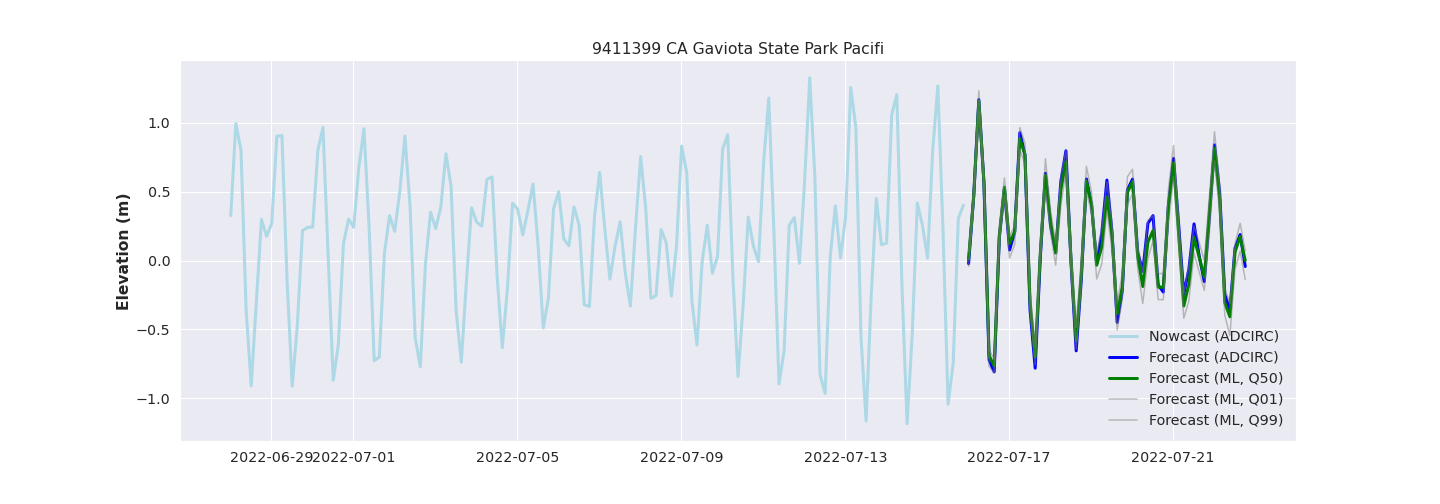 9411399 CA Gaviota State Park Pacifi
Elevation (m)
1.0
0.5
0.0
−0.5
−1.0
2022-06-29
2022-07-01
2022-07-05
2022-07-09
2022-07-13
2022-07-17
2022-07-21
Nowcast (ADCIRC)
Forecast (ADCIRC)
Forecast (ML, Q50)
Forecast (ML, Q01)
Forecast (ML, Q99)